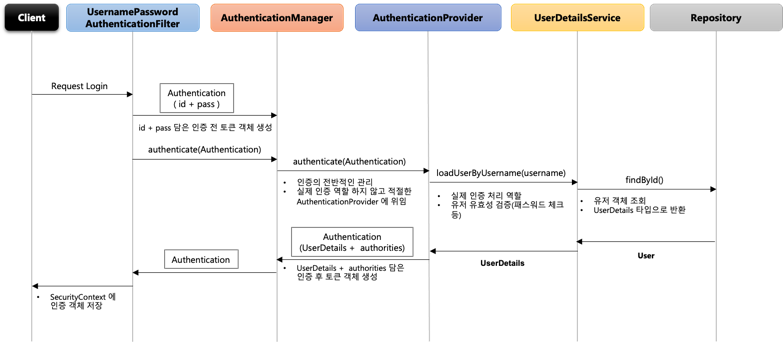 Client
UsernamePassword
AuthenticationFilter
AuthenticationManager
AuthenticationProvider
UserDetailsService
Repository
Request Login
Authentication
( id + pass )
id + pass 담은 인증 전 토큰 객체 생성
authenticate(Authentication)
authenticate(Authentication)
• 인증의 전반적인 관리
• 실제 인증 역할 하지 않고 적절한
AuthenticationProvider 에 위임
loadUserByUsername(username)
• 실제 인증 처리 역할
• 유저 유효성 검증(패스워드 체크
등)
findById()
• 유저 객체 조회
• UserDetails 타입으로 반환
User
UserDetails
Authentication
(UserDetails + authorities)
• UserDetails + authorities 담은
인증 후 토큰 객체 생성
Authentication
• SecurityContext 에
인증 객체 저장